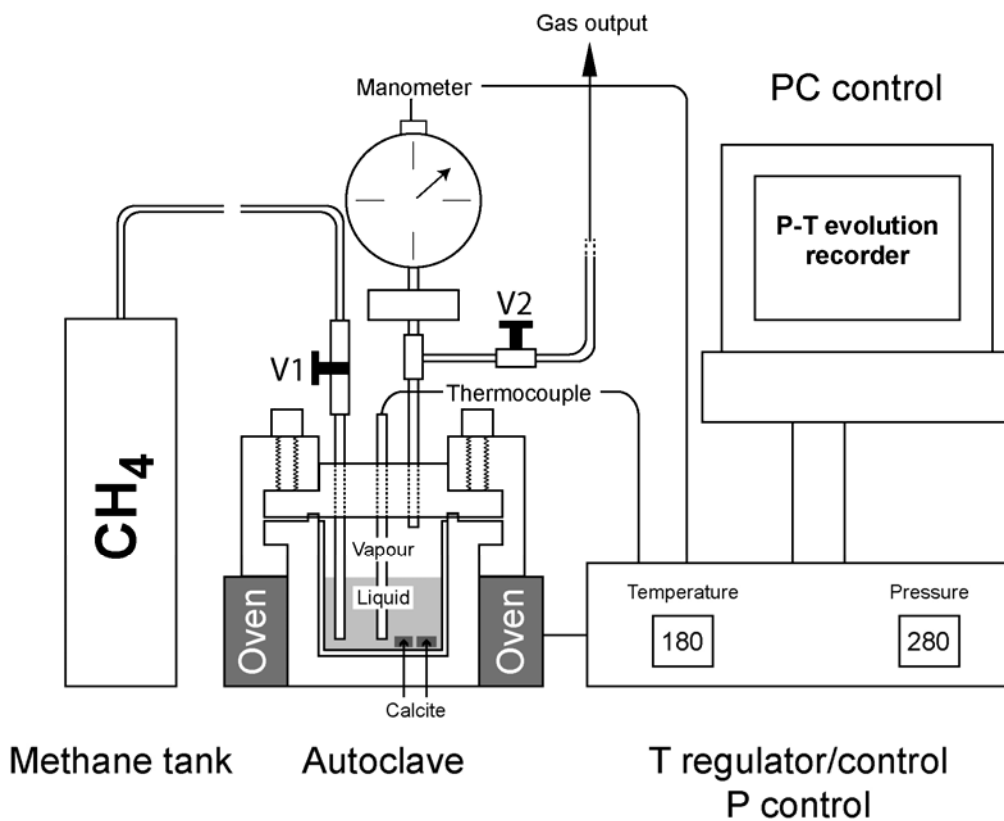 Gas output
Manometer
PC control
P-T evolution
recorder
V2
V1
Thermocouple
CH₄
Vapour
Liquid
Oven
Oven
Temperature
Pressure
180
280
Calcite
Methane tank
Autoclave
T regulator/control
P control